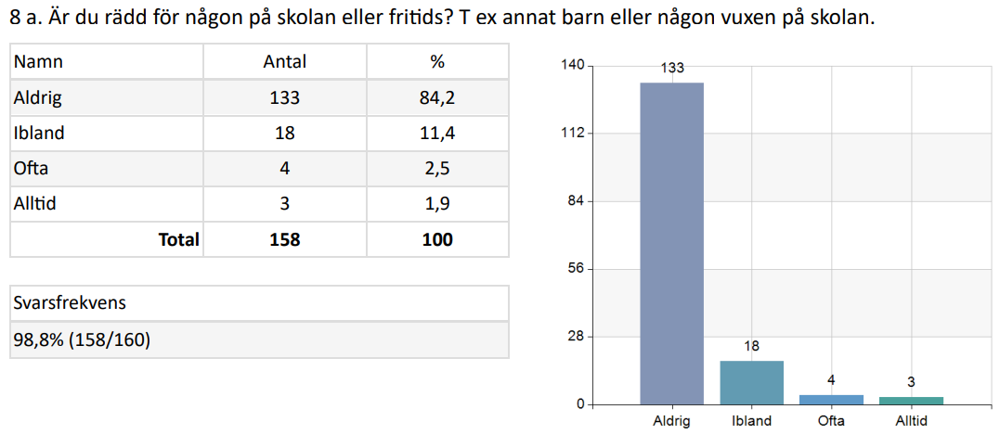 8 a. Är du rädd för någon på skolan eller fritids? T ex annat barn eller någon vuxen på skolan.
Namn Antal %
Aldrig 133 84,2
Ibland 18 11,4
Ofta 4 2,5
Alltid 3 1,9
Total 158 100
Svarsfrekvens
98,8% (158/160)
140
133
112
84
56
28
18
4
3
0
Aldrig Ibland Ofta Alltid